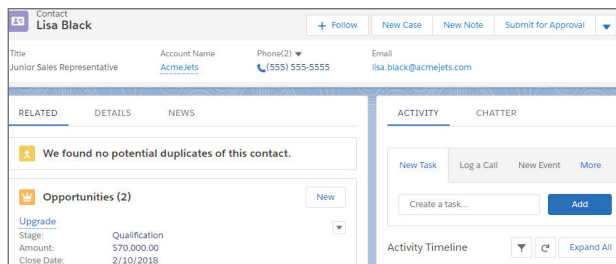 Contact
Lisa Black
+ Follow
New Case
New Note
Submit for Approval
Title
Account Name
Phone(2)
Email
Junior Sales Representative
AcmeJets
(555) 555-5555
lisa.black@acmejets.com
RELATED
DETAILS
NEWS
We found no potential duplicates of this contact.
Opportunities (2)
New
Upgrade
Stage:
Qualification
Amount:
$70,000.00
Close Date:
2/10/2018
ACTIVITY
CHATTER
New Task
Log a Call
New Event
More
Create a task...
Add
Activity Timeline
Expand All